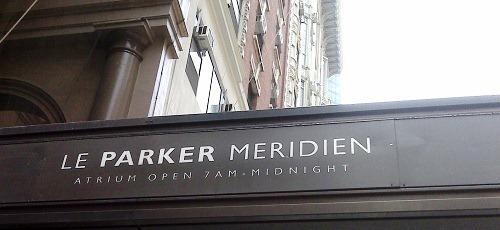 LE PARKER MERIDIEN
ATRIUM OPEN 7AM-MIDNIGHT